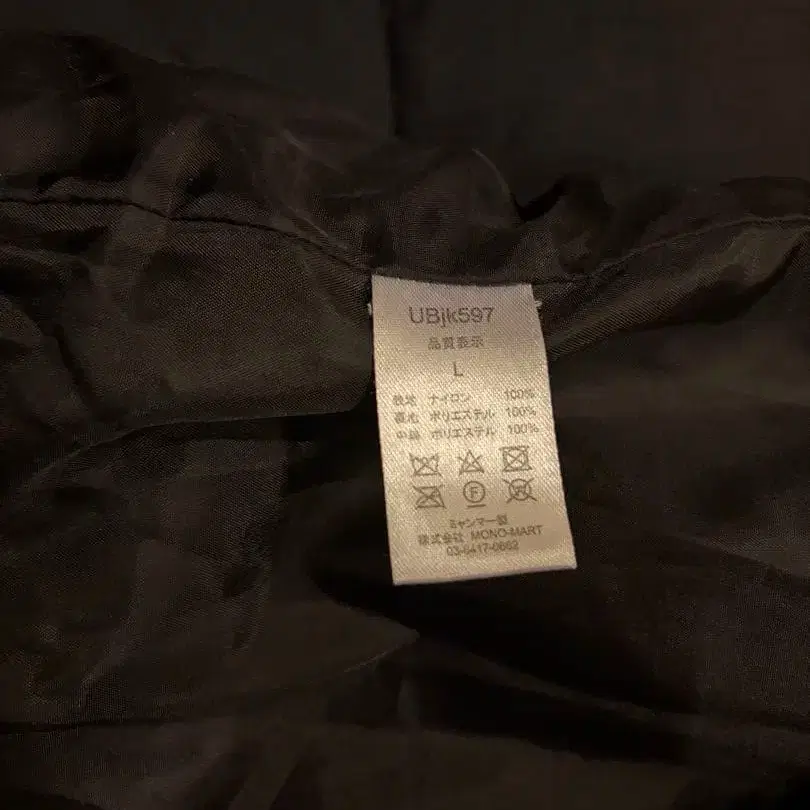 UBjk597
品質表示
L
表地 ナイロン 100%
裏地 ポリエステル 100%
中綿 ポリエステル 100%
F
ミャンマー製
株式会社 MONO-MART
03-6417-0662